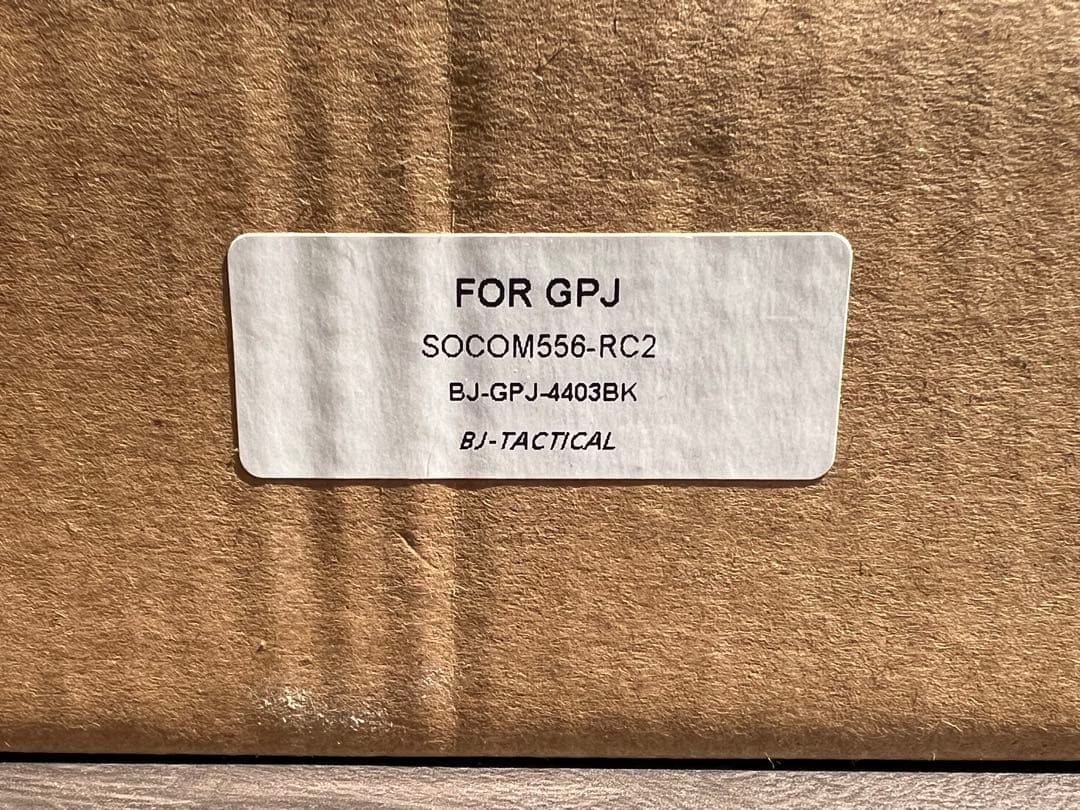 FOR GPJ
SOCOM556-RC2
BJ-GPJ-4403BK
BJ-TACTICAL